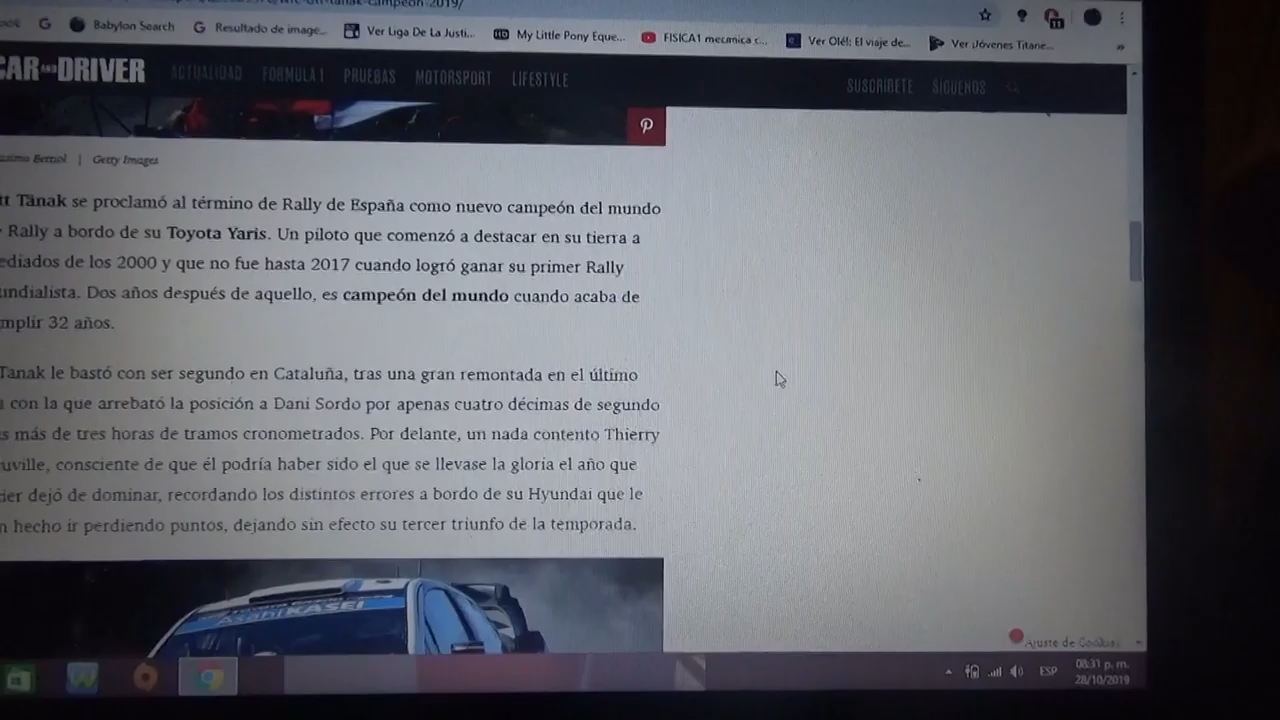 tanak-campeon-2019/
Babylon Search
Resultado de image...
Ver Liga De La Justi...
HD My Little Pony Eque...
FISICA1 mecanica c...
Ver Olé!: El viaje de...
Ver ¡Jóvenes Titane...
»
CAR AND DRIVER ACTUALIDAD FORMULA 1 PRUEBAS MOTORSPORT LIFESTYLE SUSCRÍBETE SÍGUENOS
| Getty Images
tt Tänak se proclamó al término de Rally de España como nuevo campeón del mundo
Rally a bordo de su Toyota Yaris. Un piloto que comenzó a destacar en su tierra a
ediados de los 2000 y que no fue hasta 2017 cuando logró ganar su primer Rally
undialista. Dos años después de aquello, es campeón del mundo cuando acaba de
mplir 32 años.
Tanak le bastó con ser segundo en Cataluña, tras una gran remontada en el último
con la que arrebató la posición a Dani Sordo por apenas cuatro décimas de segundo
s más de tres horas de tramos cronometrados. Por delante, un nada contento Thierry
uville, consciente de que él podría haber sido el que se llevase la gloria el año que
ier dejó de dominar, recordando los distintos errores a bordo de su Hyundai que le
n hecho ir perdiendo puntos, dejando sin efecto su tercer triunfo de la temporada.
Asahi KASEI
Ajuste de Cookies
ESP
08:31 p. m.
28/10/2019